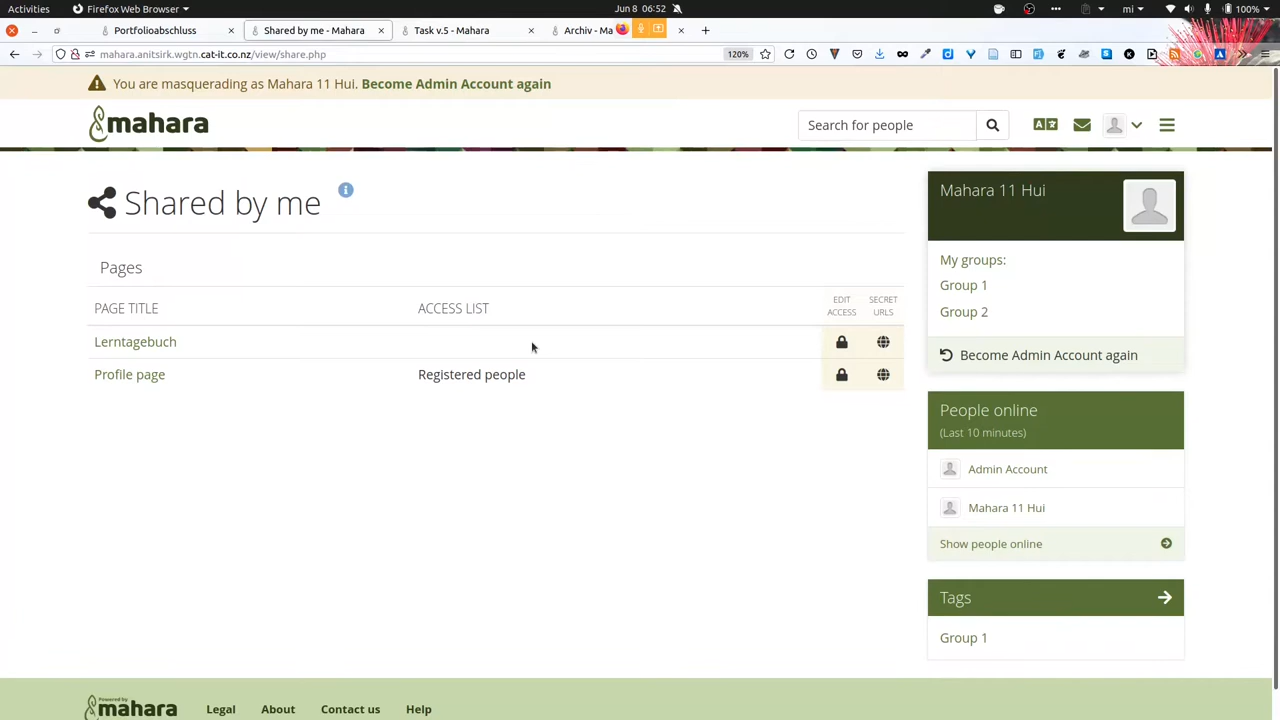 Activities
Firefox Web Browser
Jun 8 06:52
mi
100%
Portfolioabschluss
Shared by me - Mahara
Task v.5 - Mahara
Archiv - Ma
mahara.anitsirk.wgtn.cat-it.co.nz/view/share.php
120%
You are masquerading as Mahara 11 Hui. Become Admin Account again
mahara
Search for people
Shared by me
Pages
PAGE TITLE
ACCESS LIST
EDIT ACCESS
SECRET URLS
Lerntagebuch
Profile page
Registered people
Mahara 11 Hui
My groups:
Group 1
Group 2
Become Admin Account again
People online
(Last 10 minutes)
Admin Account
Mahara 11 Hui
Show people online
Tags
Group 1
Powered by
mahara
Legal
About
Contact us
Help